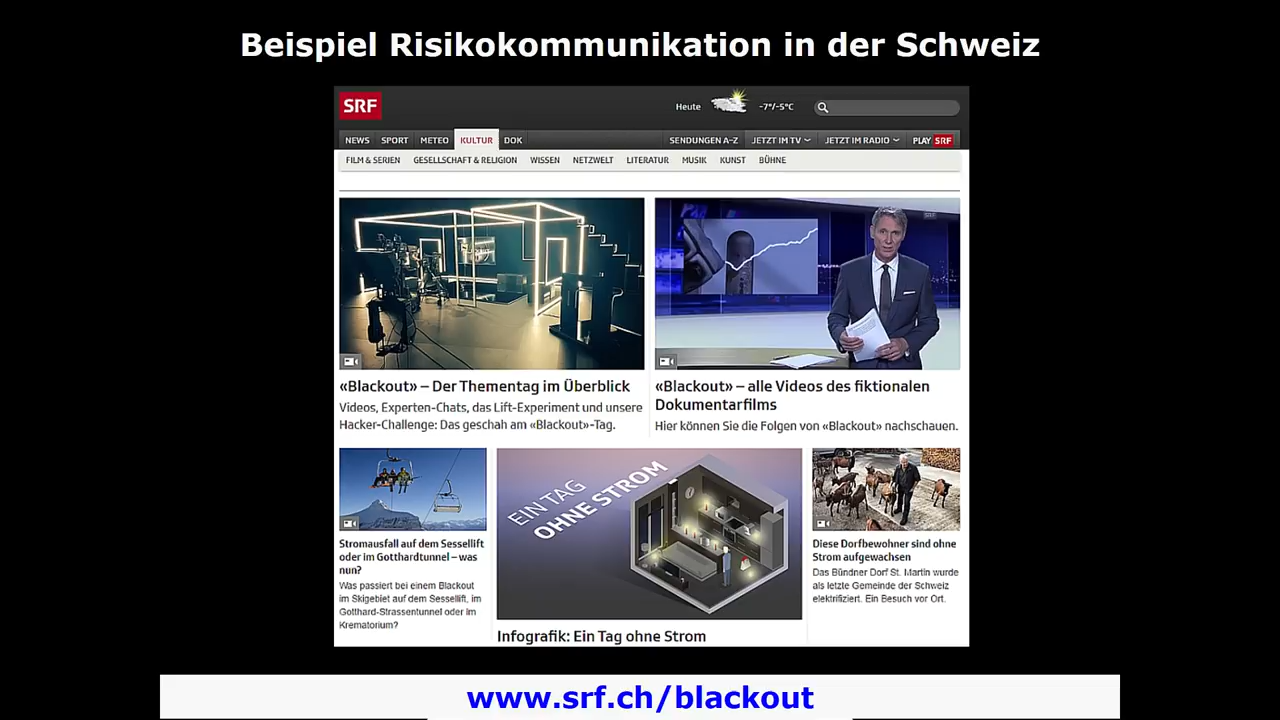 Beispiel Risikokommunikation in der Schweiz
SRF
Heute
-7°/-5°C
NEWS SPORT METEO KULTUR DOK
SENDUNGEN A–Z JETZT IM TV JETZT IM RADIO PLAY SRF
FILM & SERIEN GESELLSCHAFT & RELIGION WISSEN NETZWELT LITERATUR MUSIK KUNST BÜHNE
«Blackout» – Der Thementag im Überblick
Videos, Experten-Chats, das Lift-Experiment und unsere
Hacker-Challenge: Das geschah am «Blackout»-Tag.
SRF
«Blackout» – alle Videos des fiktionalen
Dokumentarfilms
Hier können Sie die Folgen von «Blackout» nachschauen.
Stromausfall auf dem Sessellift
oder im Gotthardtunnel – was
nun?
Was passiert bei einem Blackout
im Skigebiet auf dem Sessellift, im
Gotthard-Strassentunnel oder im
Krematorium?
EIN TAG
OHNE STROM
Infografik: Ein Tag ohne Strom
Diese Dorfbewohner sind ohne
Strom aufgewachsen
Das Bündner Dorf St. Martin wurde
als letzte Gemeinde der Schweiz
elektrifiziert. Ein Besuch vor Ort.
www.srf.ch/blackout